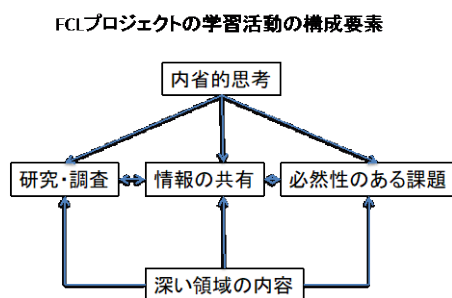 FCLプロジェクトの学習活動の構成要素
内省的思考
研究・調査
情報の共有
必然性のある課題
深い領域の内容